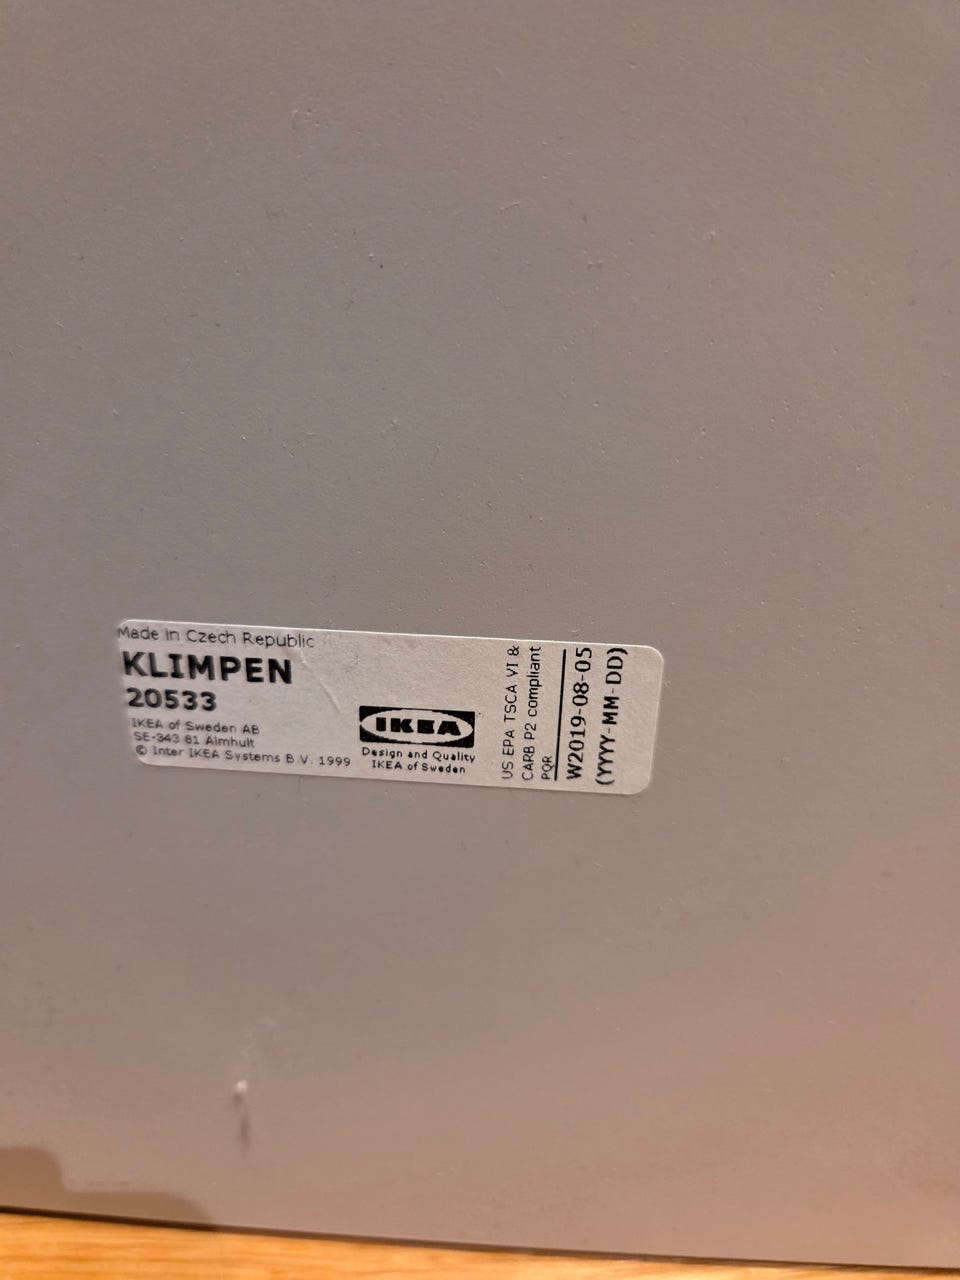 Made in Czech Republic
KLIMPEN
20533
IKEA of Sweden AB
SE-343 81 Älmhult
© Inter IKEA Systems B.V. 1999
IKEA
Design and Quality
IKEA of Sweden
US EPA TSCA VI &
CARB P2 compliant
PQR
W2019-08-05
(YYYY-MM-DD)